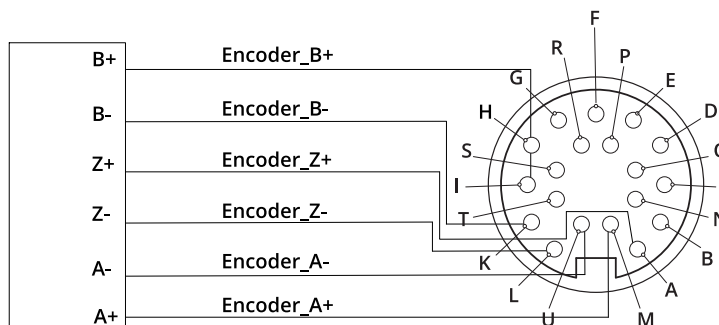 F
R
P
B+
Encoder_B+
G
E
B-
Encoder_B-
H
D
S
C
Z+
Encoder_Z+
I
Z-
Encoder_Z-
T
N
K
B
A-
Encoder_A-
L
A
A+
Encoder_A+
U
M